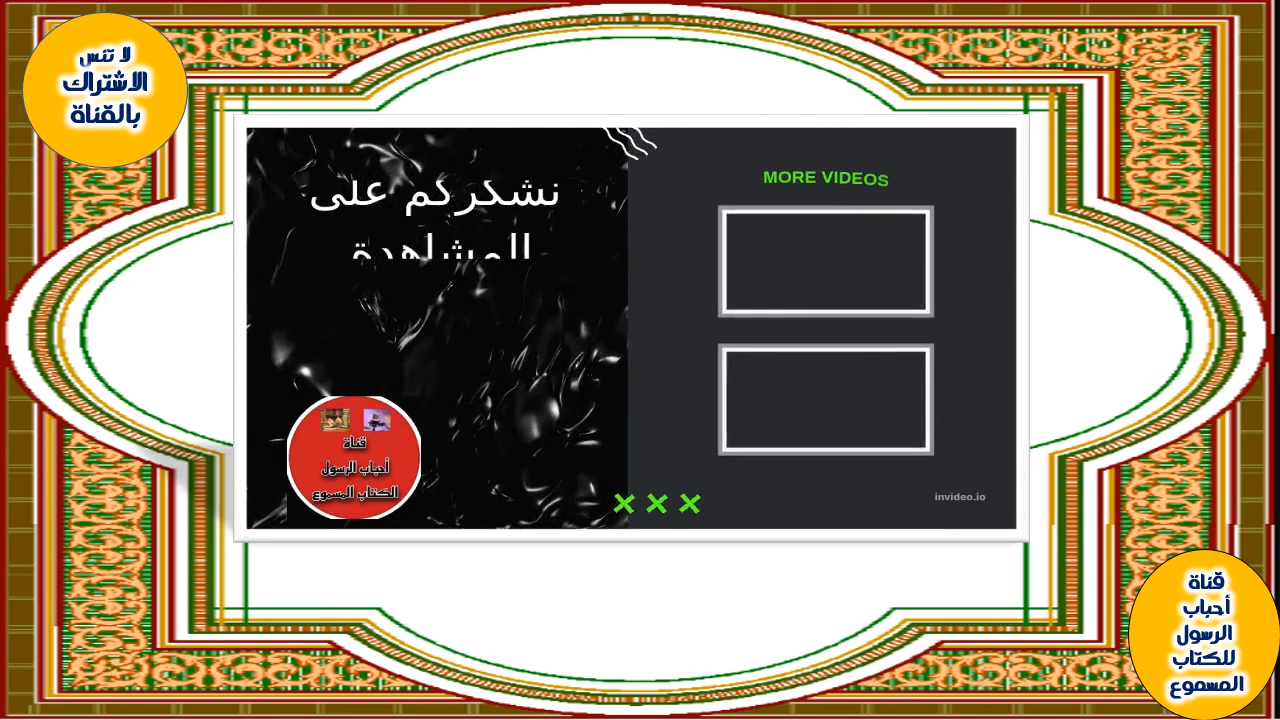 لا تنس
الاشتراك
بالقناة
نشكركم على
المشاهدة
MORE VIDEOS
قناة
أحباب الرسول
الكتاب المسموع
invideo.io
قناة
أحباب
الرسول
للكتاب
المسموع